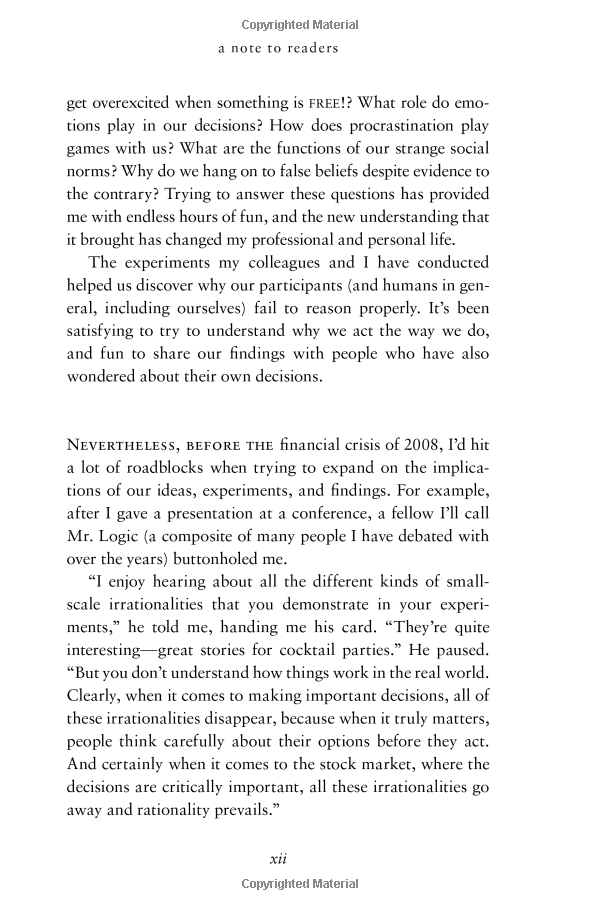 Copyrighted Material
a note to readers
get overexcited when something is FREE!? What role do emo-
tions play in our decisions? How does procrastination play
games with us? What are the functions of our strange social
norms? Why do we hang on to false beliefs despite evidence to
the contrary? Trying to answer these questions has provided
me with endless hours of fun, and the new understanding that
it brought has changed my professional and personal life.
The experiments my colleagues and I have conducted
helped us discover why our participants (and humans in gen-
eral, including ourselves) fail to reason properly. It’s been
satisfying to try to understand why we act the way we do,
and fun to share our findings with people who have also
wondered about their own decisions.
NEVERTHELESS, BEFORE THE financial crisis of 2008, I’d hit
a lot of roadblocks when trying to expand on the implica-
tions of our ideas, experiments, and findings. For example,
after I gave a presentation at a conference, a fellow I’ll call
Mr. Logic (a composite of many people I have debated with
over the years) buttonholed me.
“I enjoy hearing about all the different kinds of small-
scale irrationalities that you demonstrate in your experi-
ments,” he told me, handing me his card. “They’re quite
interesting—great stories for cocktail parties.” He paused.
“But you don’t understand how things work in the real world.
Clearly, when it comes to making important decisions, all of
these irrationalities disappear, because when it truly matters,
people think carefully about their options before they act.
And certainly when it comes to the stock market, where the
decisions are critically important, all these irrationalities go
away and rationality prevails.”
xii
Copyrighted Material